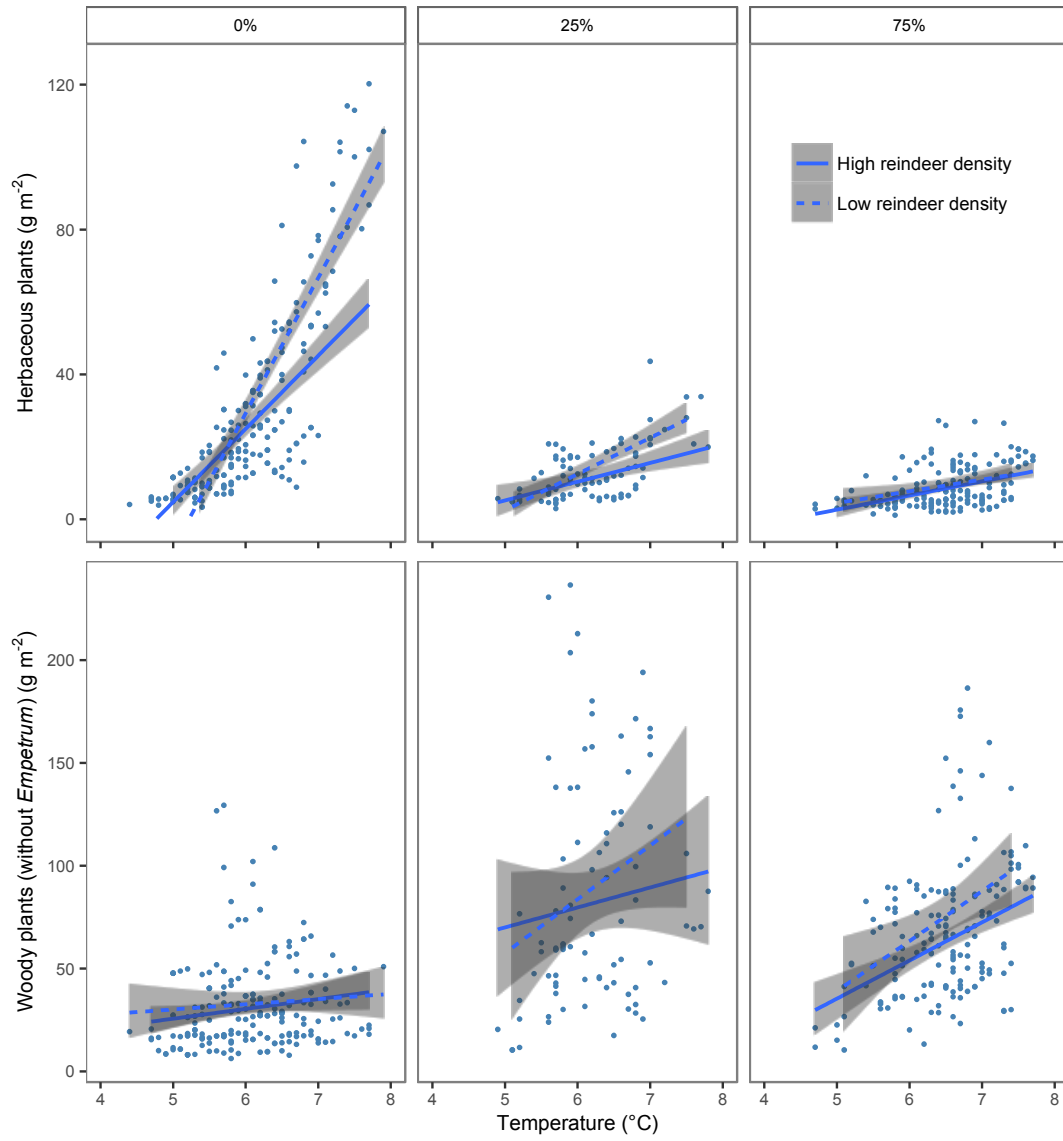 0% 25% 75%
Herbaceous plants (g m⁻²)
120
80
40
0
High reindeer density
Low reindeer density
Woody plants (without Empetrum) (g m⁻²)
200
150
100
50
0
4 5 6 7 8 4 5 6 7 8 4 5 6 7 8
Temperature (°C)